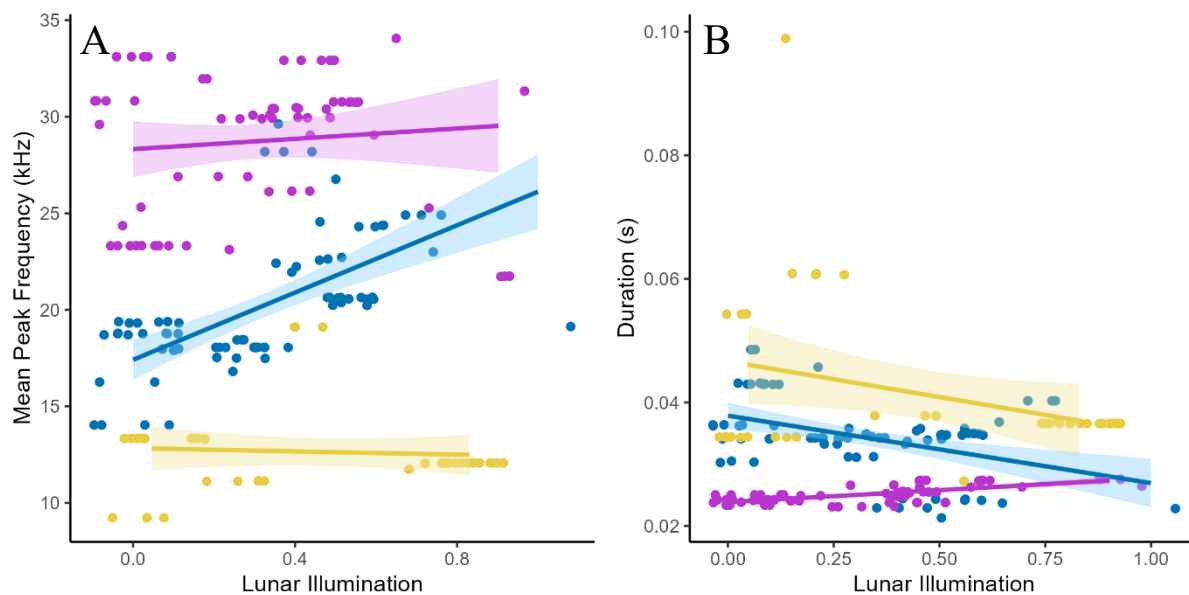 A
Mean Peak Frequency (kHz)
35
30
25
20
15
10
0.0 0.4 0.8
Lunar Illumination
B
Duration (s)
0.10
0.08
0.06
0.04
0.02
0.00 0.25 0.50 0.75 1.00
Lunar Illumination